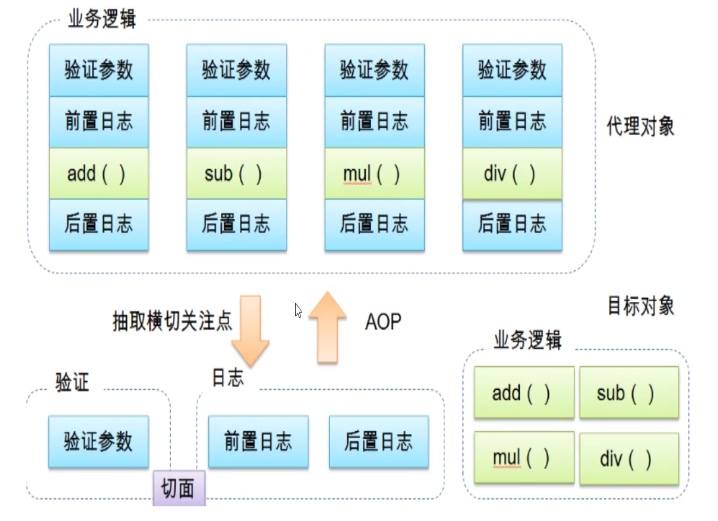 业务逻辑
验证参数 验证参数 验证参数 验证参数
前置日志 前置日志 前置日志 前置日志
代理对象
add ( ) sub ( ) mul ( ) div ( )
后置日志 后置日志 后置日志 后置日志
抽取横切关注点 AOP
目标对象
业务逻辑
验证 日志
add ( ) sub ( )
验证参数 前置日志 后置日志
mul ( ) div ( )
切面